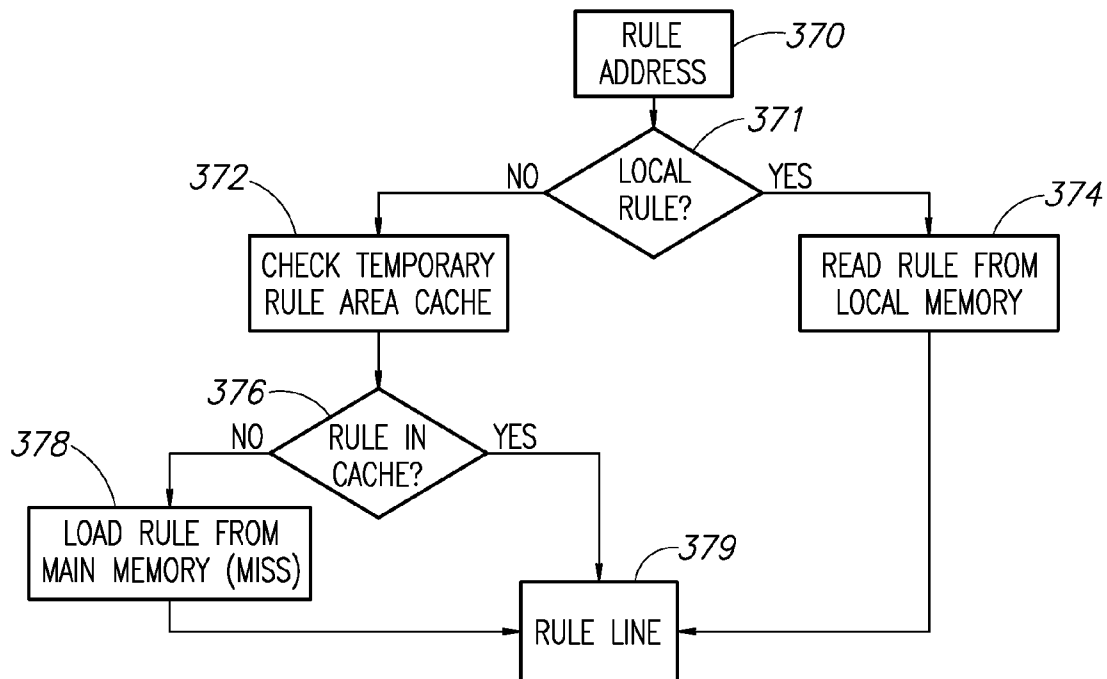 RULE
ADDRESS
370
371
LOCAL
RULE?
NO
YES
372
374
CHECK TEMPORARY
RULE AREA CACHE
READ RULE FROM
LOCAL MEMORY
376
RULE IN
CACHE?
NO
YES
378
LOAD RULE FROM
MAIN MEMORY (MISS)
379
RULE LINE